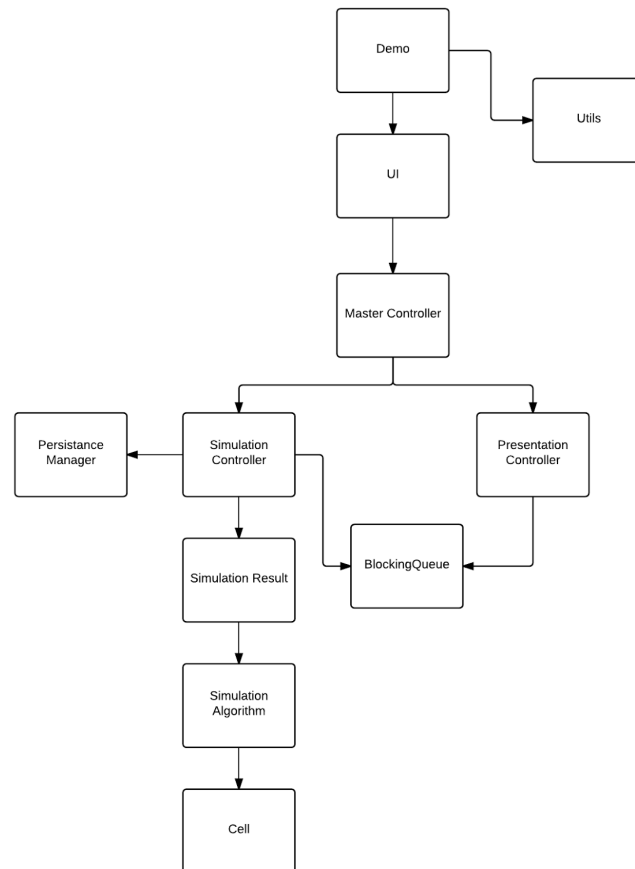 Demo
Utils
UI
Master Controller
Persistance
Manager
Simulation
Controller
Presentation
Controller
BlockingQueue
Simulation Result
Simulation
Algorithm
Cell